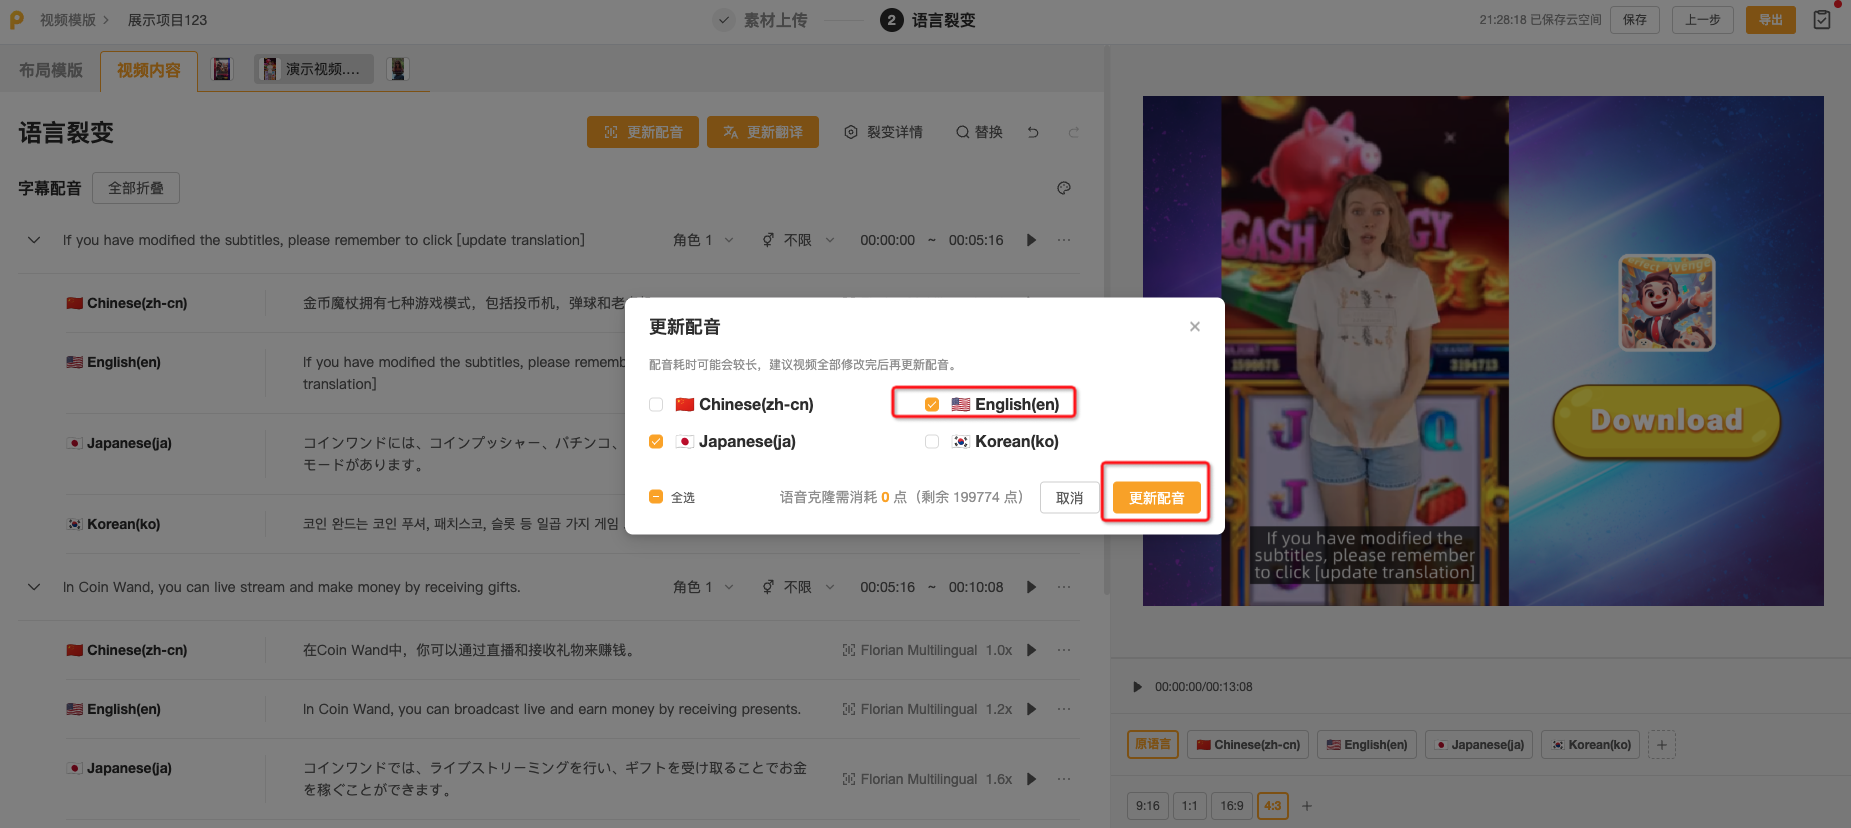 视频模版
展示项目123
素材上传
2 语言裂变
21:28:18 已保存云空间
保存
上一步
导出
布局模版
视频内容
演示视频....
语言裂变
更新配音
更新翻译
裂变详情
替换
字幕配音
全部折叠
If you have modified the subtitles, please remember to click [update translation]
角色 1
不限
00:00:00 ~ 00:05:16
Chinese(zh-cn)
金币魔杖拥有七种游戏模式，包括投币机，弹球和老
English(en)
If you have modified the subtitles, please rememb
translation]
Japanese(ja)
コインワンドには、コインプッシャー、パチンコ、
モードがあります。
Korean(ko)
코인 완드는 코인 푸셔, 패치스코, 슬롯 등 일곱 가지 게임
In Coin Wand, you can live stream and make money by receiving gifts.
角色 1
不限
00:05:16 ~ 00:10:08
Chinese(zh-cn)
在Coin Wand中，你可以通过直播和接收礼物来赚钱。
Florian Multilingual 1.0x
English(en)
In Coin Wand, you can broadcast live and earn money by receiving presents.
Florian Multilingual 1.2x
Japanese(ja)
コインワンドでは、ライブストリーミングを行い、ギフトを受け取ることでお金
を稼ぐことができます。
Florian Multilingual 1.6x
更新配音
配音耗时可能会较长，建议视频全部修改完后再更新配音。
Chinese(zh-cn)
English(en)
Japanese(ja)
Korean(ko)
全选
语音克隆需消耗 0 点（剩余 199774 点）
取消
更新配音
CASH
GY
Download
If you have modified the
subtitles, please remember
to click [update translation]
00:00:00/00:13:08
原语言
Chinese(zh-cn)
English(en)
Japanese(ja)
Korean(ko)
9:16
1:1
16:9
4:3